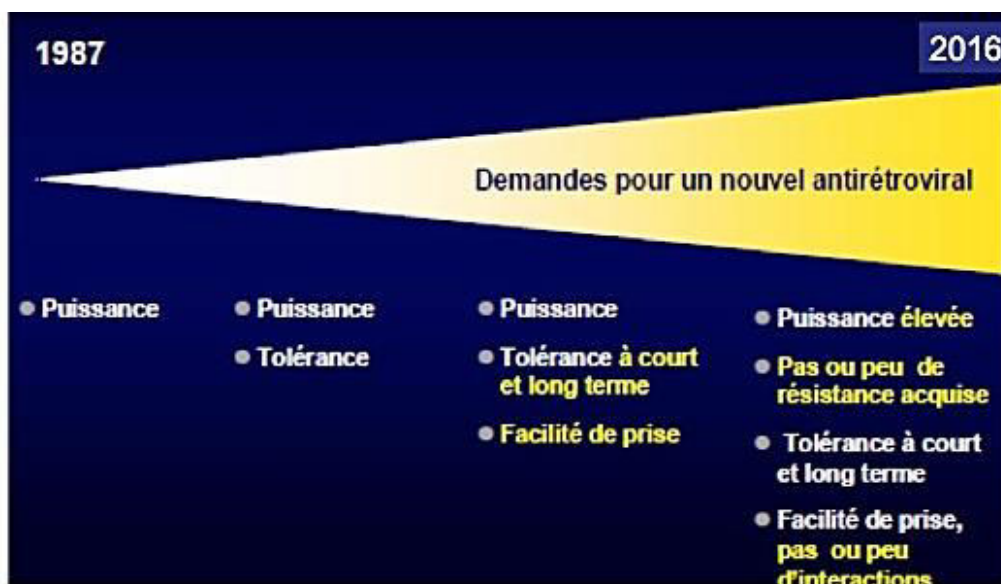 1987
2016
Demandes pour un nouvel antirétroviral
Puissance
Puissance
Tolérance
Puissance
Tolérance à court
et long terme
Facilité de prise
Puissance élevée
Pas ou peu de
résistance acquise
Tolérance à court
et long terme
Facilité de prise,
pas ou peu
d'interactions